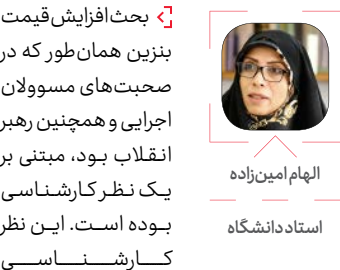 بحث افزایش قیمت
بنزین همان‌طور که در
صحبت‌های مسوولان
اجرایی و همچنین رهبر
انقلاب بود، مبتنی بر
یک نظر کارشناسی
بوده است. این نظر
کارشناسی
الهام امین‌زاده
استاد دانشگاه